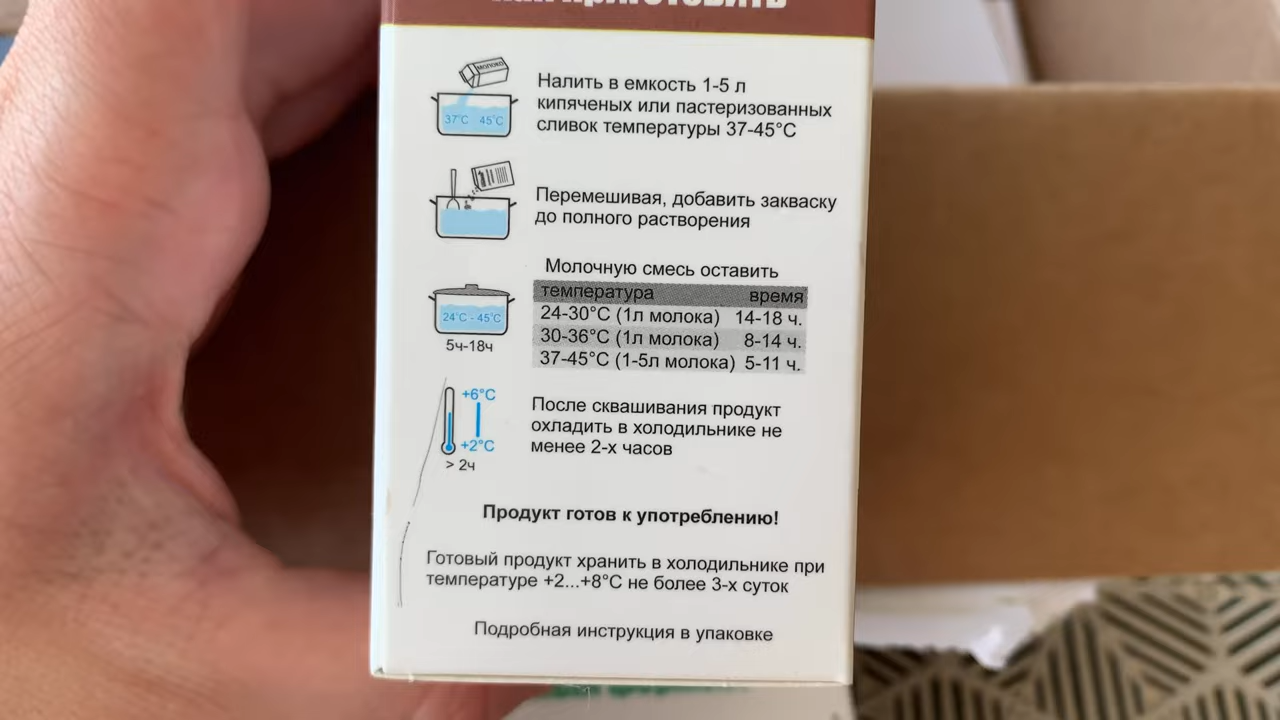 как приготовить
молоко
37°C 45°C
Налить в емкость 1-5 л
кипяченых или пастеризованных
сливок температуры 37-45°C
Перемешивая, добавить закваску
до полного растворения
Молочную смесь оставить
температура время
24-30°C (1л молока) 14-18 ч.
30-36°C (1л молока) 8-14 ч.
37-45°C (1-5л молока) 5-11 ч.
24°C - 45°C
5ч-18ч
+6°C
+2°C
> 2ч
После сквашивания продукт
охладить в холодильнике не
менее 2-х часов
Продукт готов к употреблению!
Готовый продукт хранить в холодильнике при
температуре +2...+8°C не более 3-х суток
Подробная инструкция в упаковке